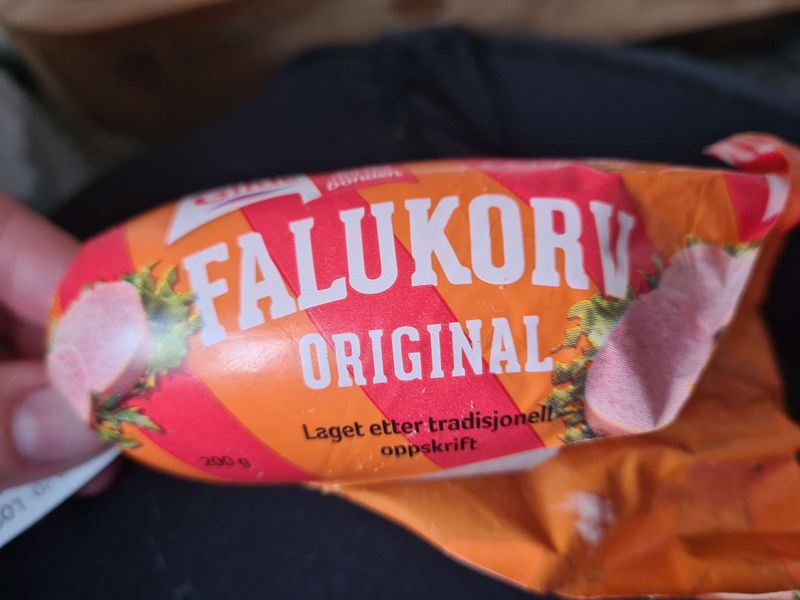 FALUKORV
ORIGINAL
Laget etter tradisjonell
oppskrift
200 g